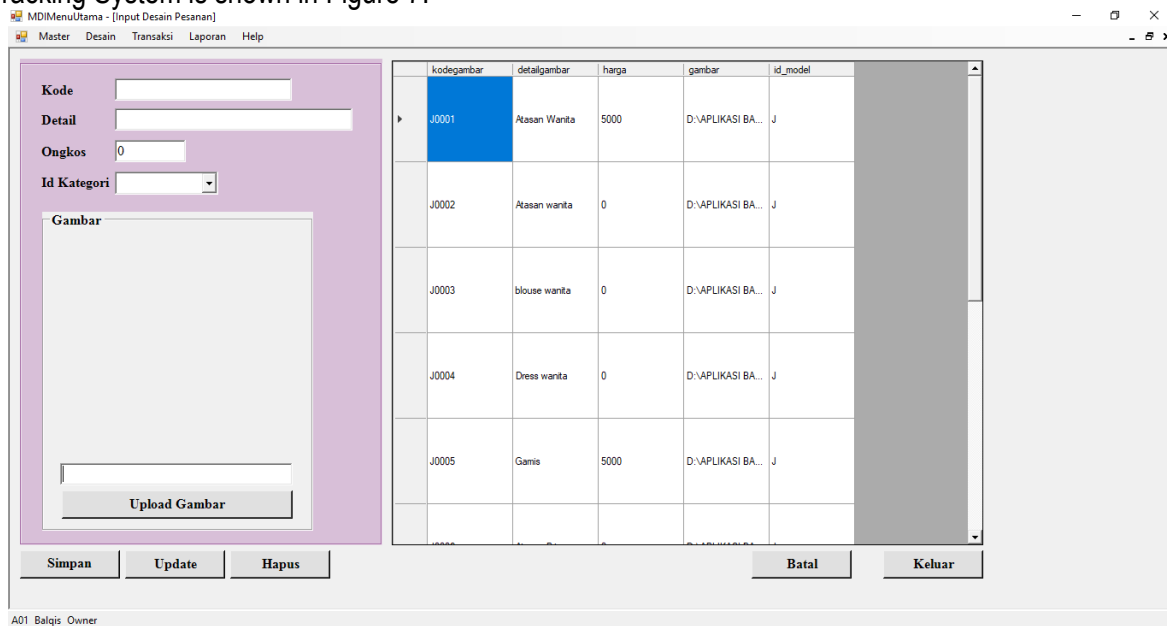 racking System is shown in Figure 7.
MDIMenuUtama - [Input Desain Pesanan]
Master Desain Transaksi Laporan Help
Kode
Detail
Ongkos 0
Id Kategori
Gambar
Upload Gambar
kodegambar detailgambar harga gambar id_model
J0001 Atasan Wanita 5000 D:\APLIKASI BA... J
J0002 Atasan wanita 0 D:\APLIKASI BA... J
J0003 blouse wanita 0 D:\APLIKASI BA... J
J0004 Dress wanita 0 D:\APLIKASI BA... J
J0005 Gamis 5000 D:\APLIKASI BA... J
Simpan Update Hapus Batal Keluar
A01 Balqis Owner